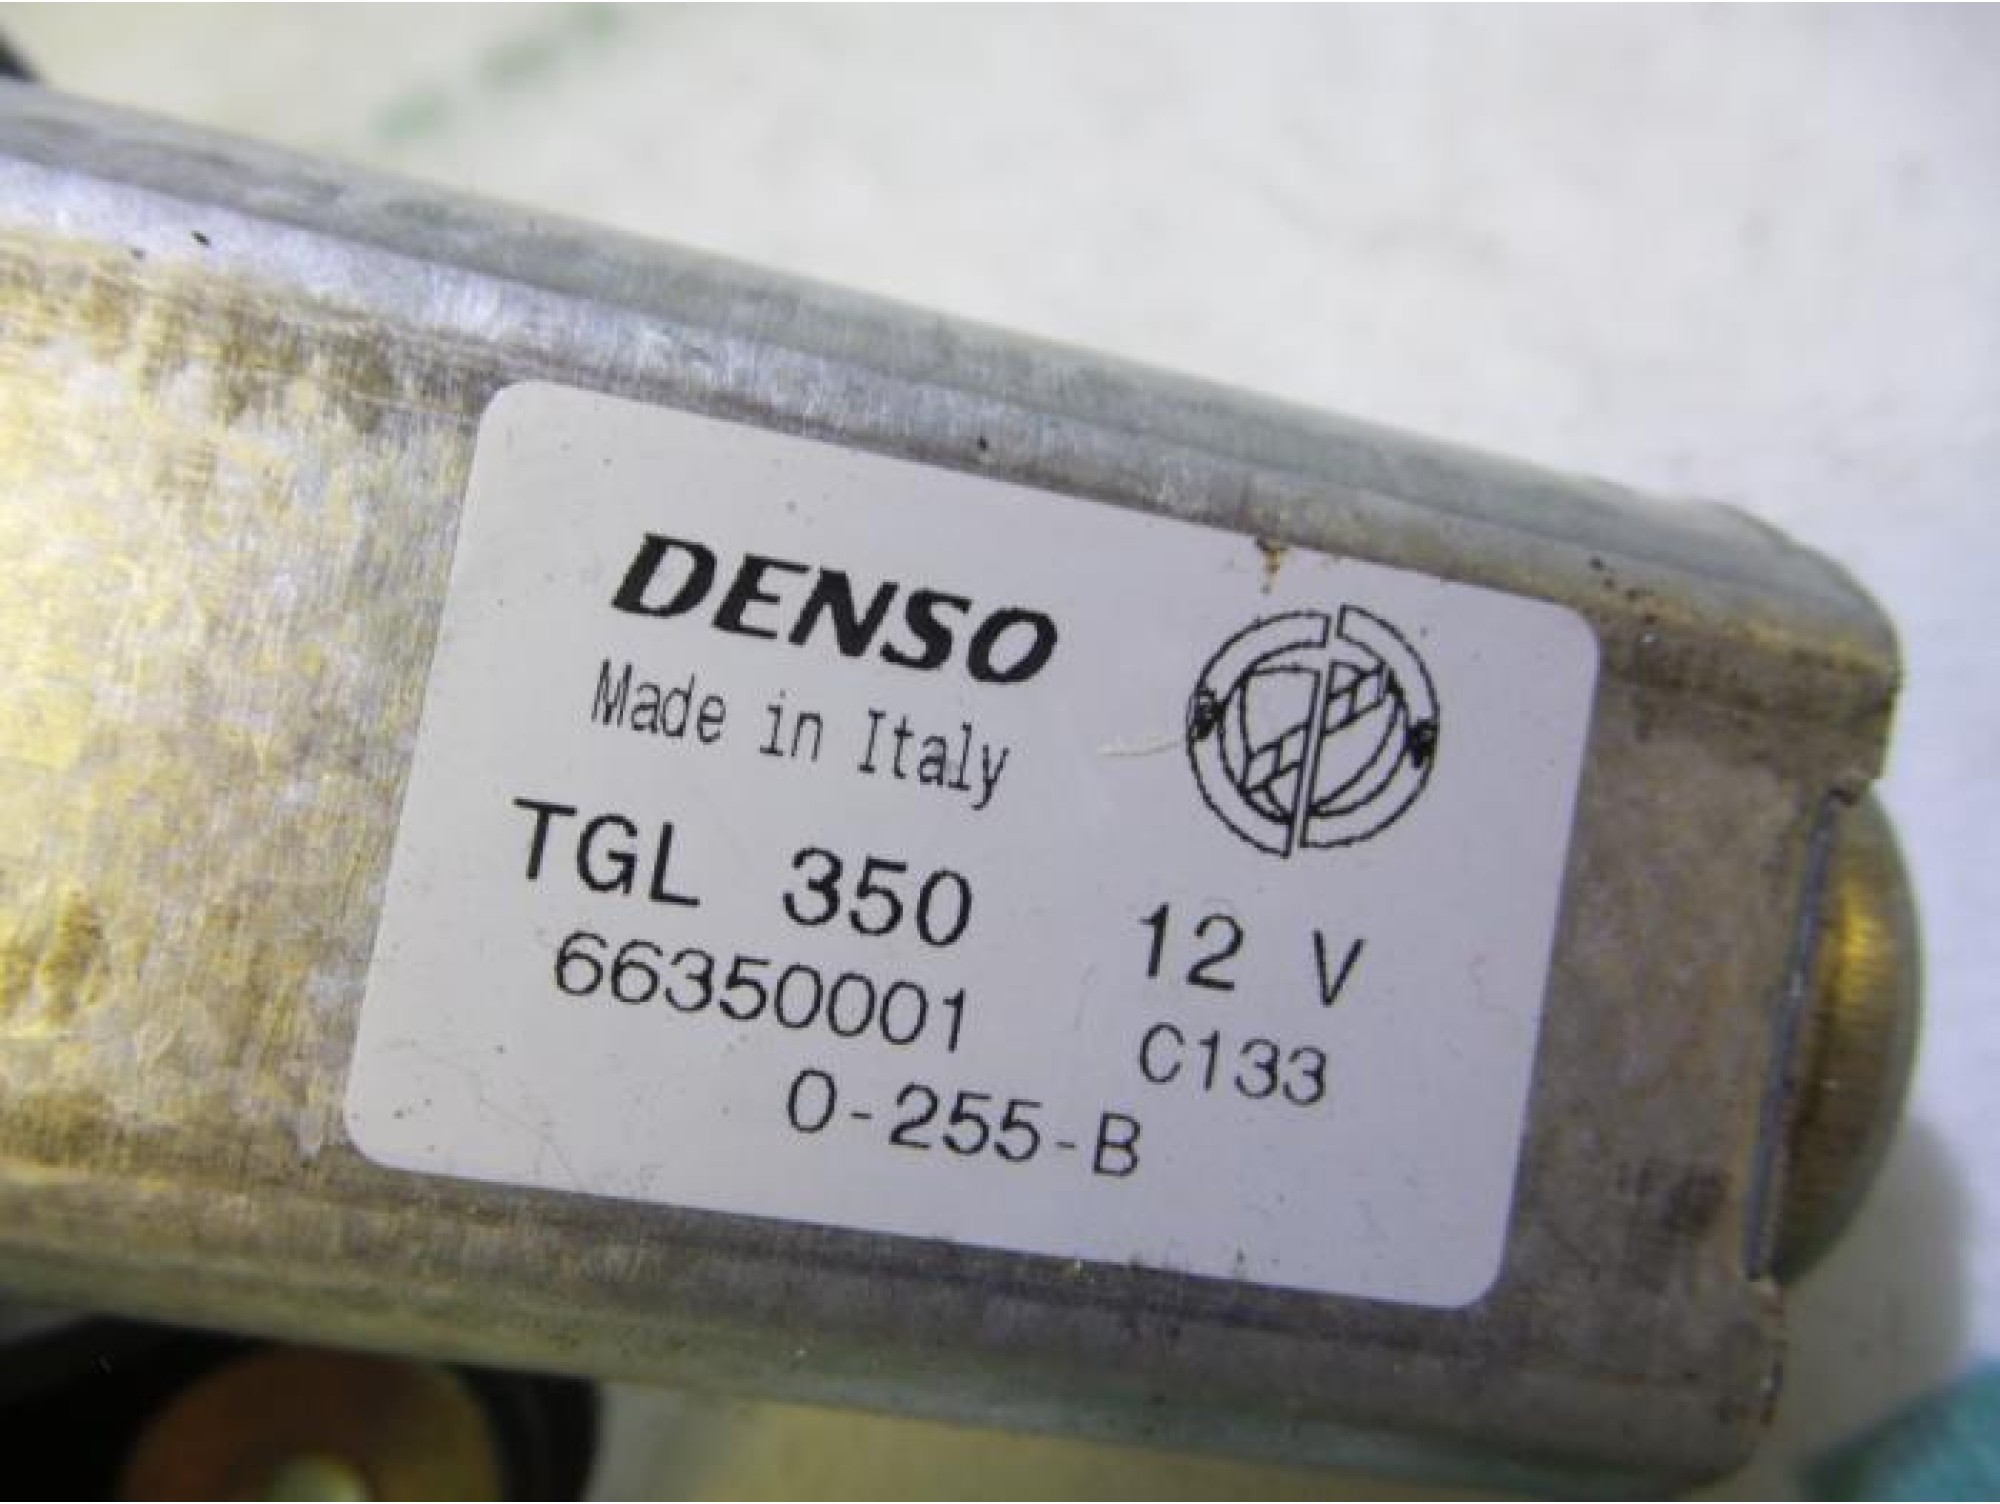 DENSO
Made in Italy
TGL 350 12 V
66350001 C133
0-255-B